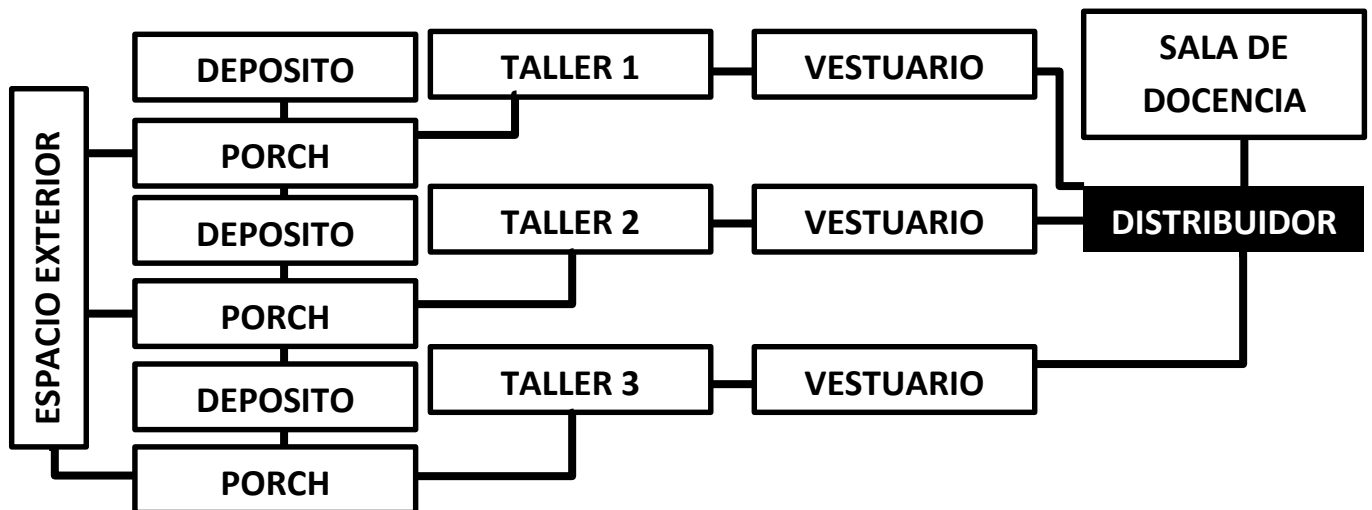 ESPACIO EXTERIOR
DEPOSITO
PORCH
DEPOSITO
PORCH
DEPOSITO
PORCH
TALLER 1
TALLER 2
TALLER 3
VESTUARIO
VESTUARIO
VESTUARIO
SALA DE
DOCENCIA
DISTRIBUIDOR